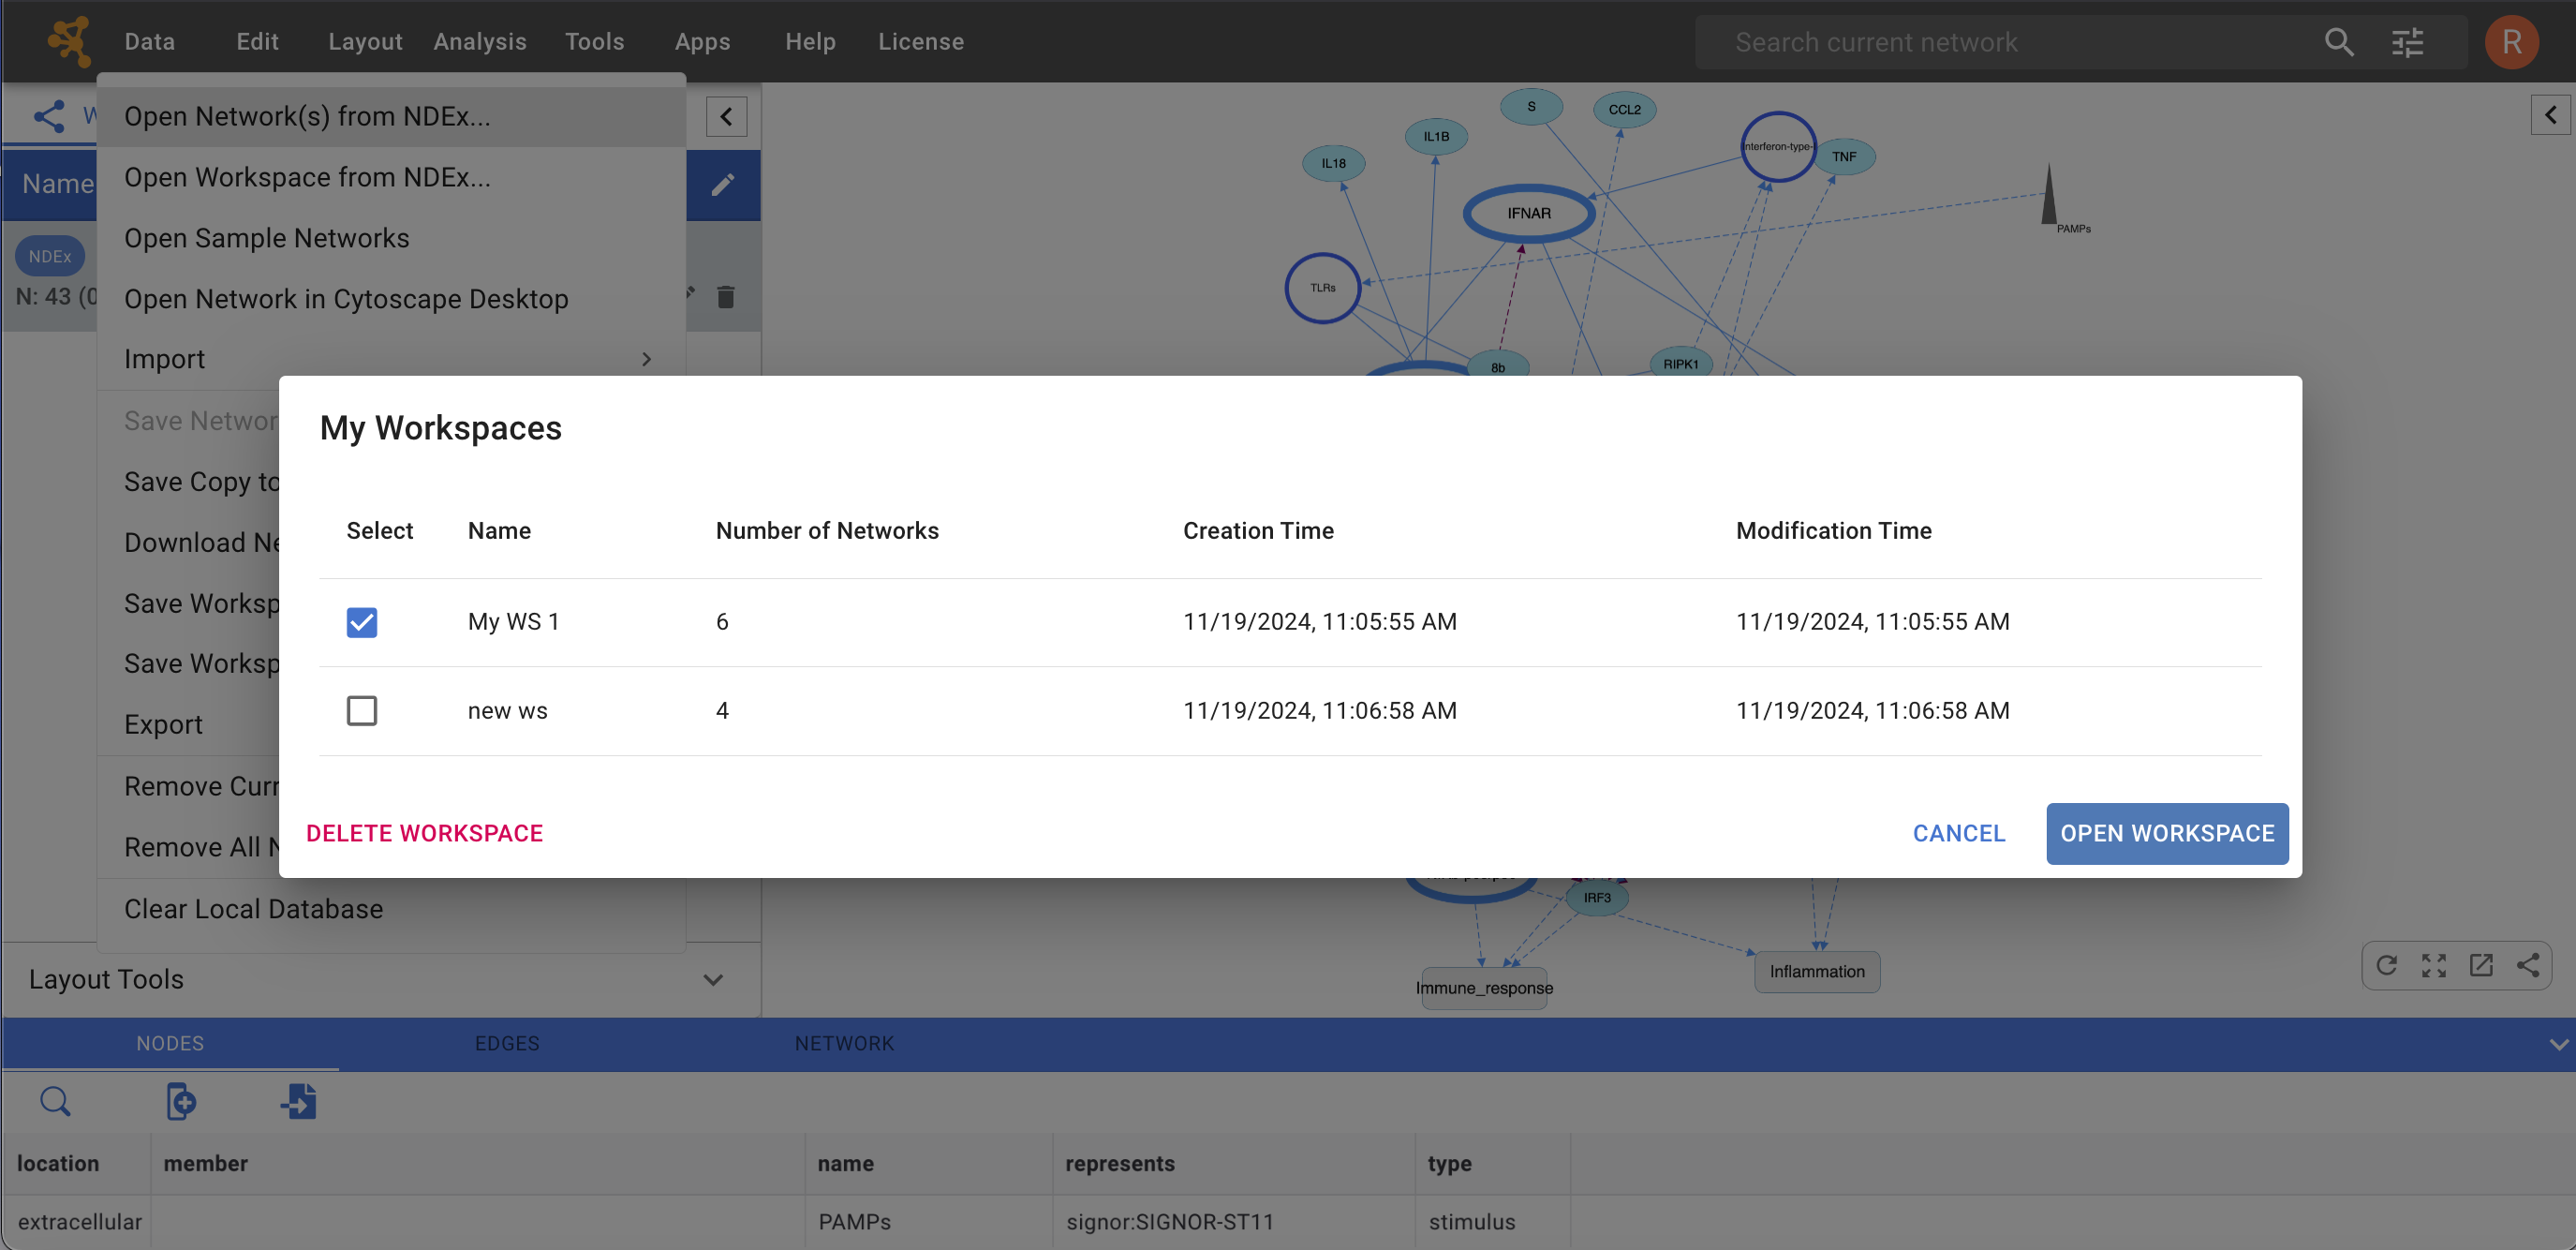 Data Edit Layout Analysis Tools Apps Help License Search current network R
Open Network(s) from NDEx...
Open Workspace from NDEx...
Open Sample Networks
Open Network in Cytoscape Desktop
Import
Save Networ
Save Copy to
Download Ne
Save Worksp
Save Worksp
Export
Remove Curr
Remove All N
Clear Local Database
W
Name
NDEx
N: 43 (0
Layout Tools
S
CCL2
IL1B
IL18
Interferon-type-
TNF
IFNAR
PAMPs
TLRs
8b
RIPK1
My Workspaces
Select Name Number of Networks Creation Time Modification Time
My WS 1 6 11/19/2024, 11:05:55 AM 11/19/2024, 11:05:55 AM
new ws 4 11/19/2024, 11:06:58 AM 11/19/2024, 11:06:58 AM
DELETE WORKSPACE CANCEL OPEN WORKSPACE
IRF3
Inflammation
Immune_response
NODES EDGES NETWORK
location member name represents type
extracellular PAMPs signor:SIGNOR-ST11 stimulus